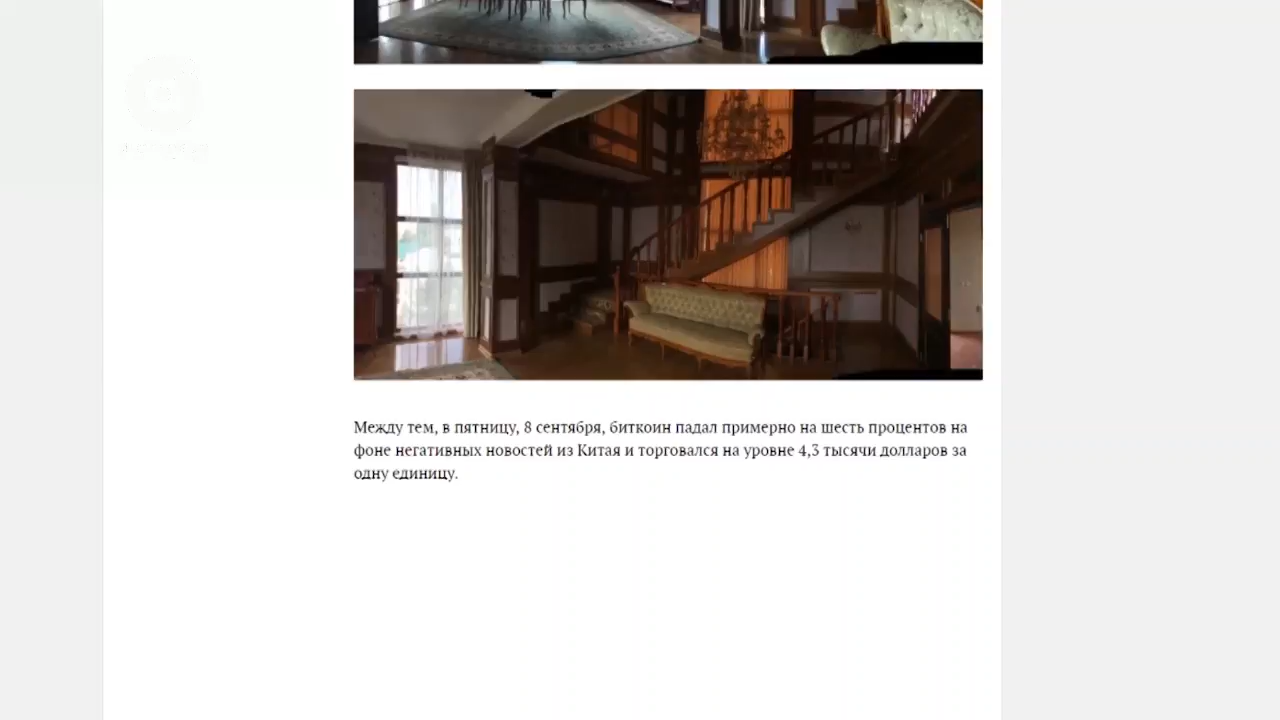 Между тем, в пятницу, 8 сентября, биткоин падал примерно на шесть процентов на
фоне негативных новостей из Китая и торговался на уровне 4,3 тысячи долларов за
одну единицу.